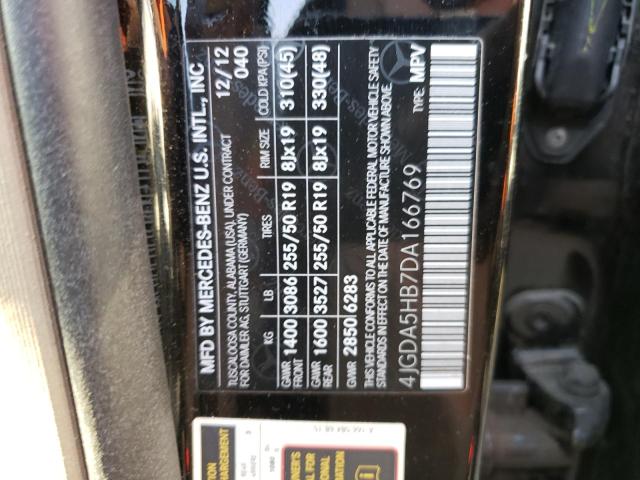 MFD BY MERCEDES-BENZ U.S. INTL., INC
TUSCALOOSA COUNTY, ALABAMA (USA), UNDER CONTRACT
FOR DAIMLER AG, STUTTGART (GERMANY)
12/12
040
KG LB TIRES RIM SIZE COLD KPA (PSI)
GAWR FRONT 1400 3086 255/50 R19 8Jx19 310(45)
GAWR REAR 1600 3527 255/50 R19 8Jx19 330(48)
GVWR 2850 6283
THIS VEHICLE CONFORMS TO ALL APPLICABLE FEDERAL MOTOR VEHICLE SAFETY
STANDARDS IN EFFECT ON THE DATE OF MANUFACTURE SHOWN ABOVE.
4JGDA5HB7DA166769
TYPE: MPV